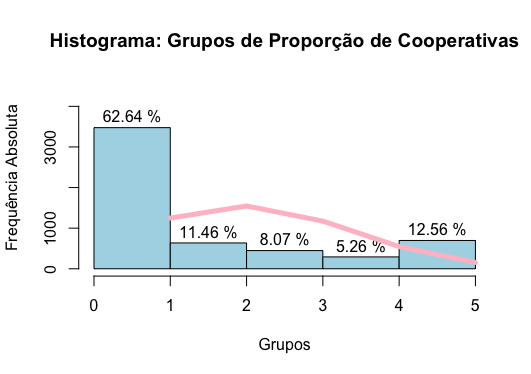 Histograma: Grupos de Proporção de Cooperativas
Frequência Absoluta
3000
1000
0
62.64 %
11.46 %
8.07 %
5.26 %
12.56 %
0 1 2 3 4 5
Grupos